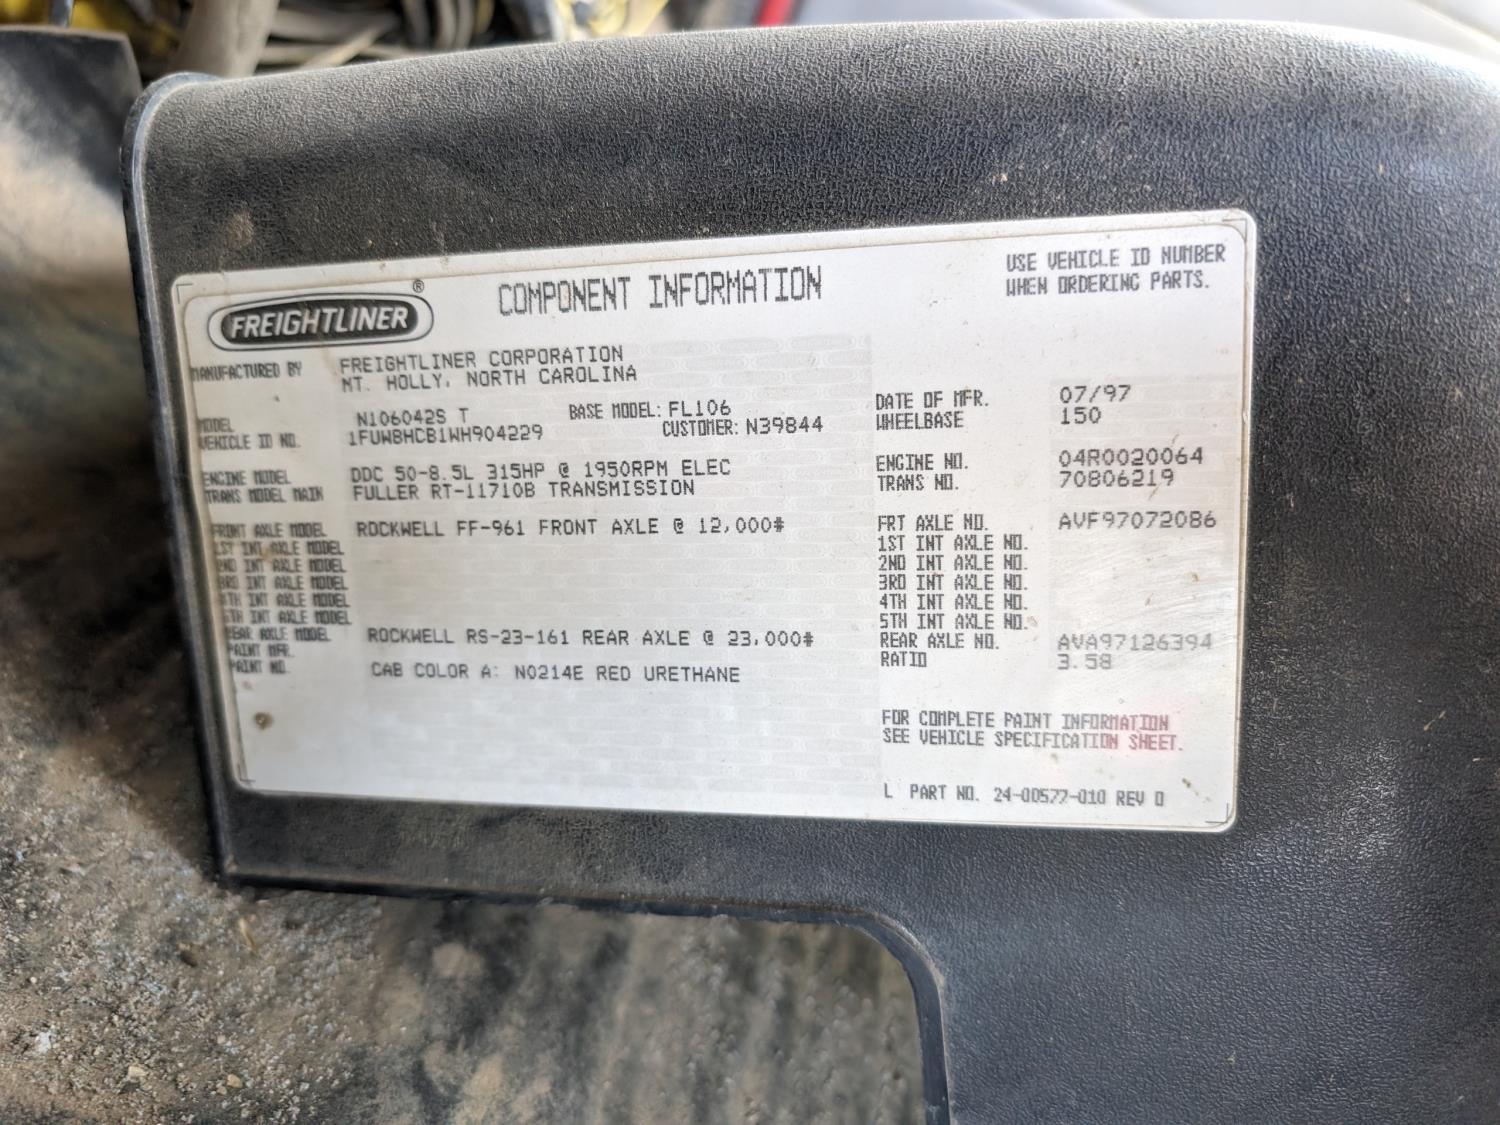 FREIGHTLINER ®
COMPONENT INFORMATION
USE VEHICLE ID NUMBER
WHEN ORDERING PARTS.
MANUFACTURED BY FREIGHTLINER CORPORATION
MT. HOLLY, NORTH CAROLINA
DATE OF MFR. 07/97
MODEL N106042S T BASE MODEL: FL106
WHEELBASE 150
VEHICLE ID NO. 1FUWBHCB1WH904229 CUSTOMER: N39844
ENGINE MODEL DDC 50-8.5L 315HP @ 1950RPM ELEC
ENGINE NO. 04R0020064
TRANS MODEL MAIN FULLER RT-11710B TRANSMISSION
TRANS NO. 70806219
FRONT AXLE MODEL ROCKWELL FF-961 FRONT AXLE @ 12,000#
FRT AXLE NO. AVF97072086
1ST INT AXLE MODEL 1ST INT AXLE NO.
2ND INT AXLE MODEL 2ND INT AXLE NO.
3RD INT AXLE MODEL 3RD INT AXLE NO.
4TH INT AXLE MODEL 4TH INT AXLE NO.
5TH INT AXLE MODEL 5TH INT AXLE NO.
REAR AXLE MODEL ROCKWELL RS-23-161 REAR AXLE @ 23,000#
REAR AXLE NO. AVA97126394
PAINT MFR. RATIO 3.58
PAINT NO. CAB COLOR A: N0214E RED URETHANE
FOR COMPLETE PAINT INFORMATION
SEE VEHICLE SPECIFICATION SHEET.
L PART NO. 24-00577-010 REV D